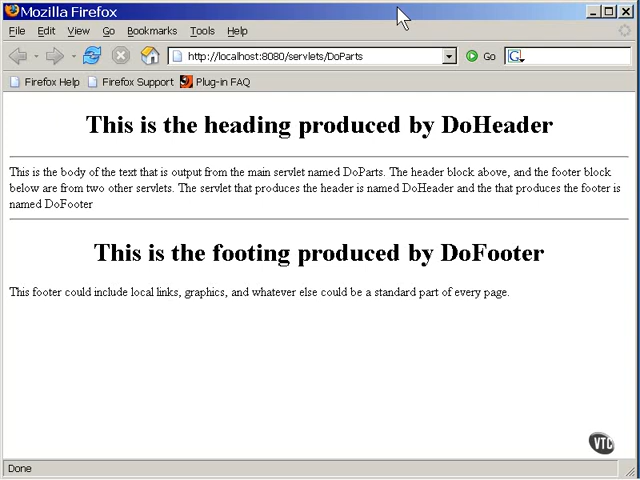 Mozilla Firefox
File Edit View Go Bookmarks Tools Help
http://localhost:8080/servlets/DoParts Go G
Firefox Help Firefox Support Plug-in FAQ
This is the heading produced by DoHeader
This is the body of the text that is output from the main servlet named DoParts. The header block above, and the footer block
below are from two other servlets. The servlet that produces the header is named DoHeader and the that produces the footer is
named DoFooter
This is the footing produced by DoFooter
This footer could include local links, graphics, and whatever else could be a standard part of every page.
VTC
Done